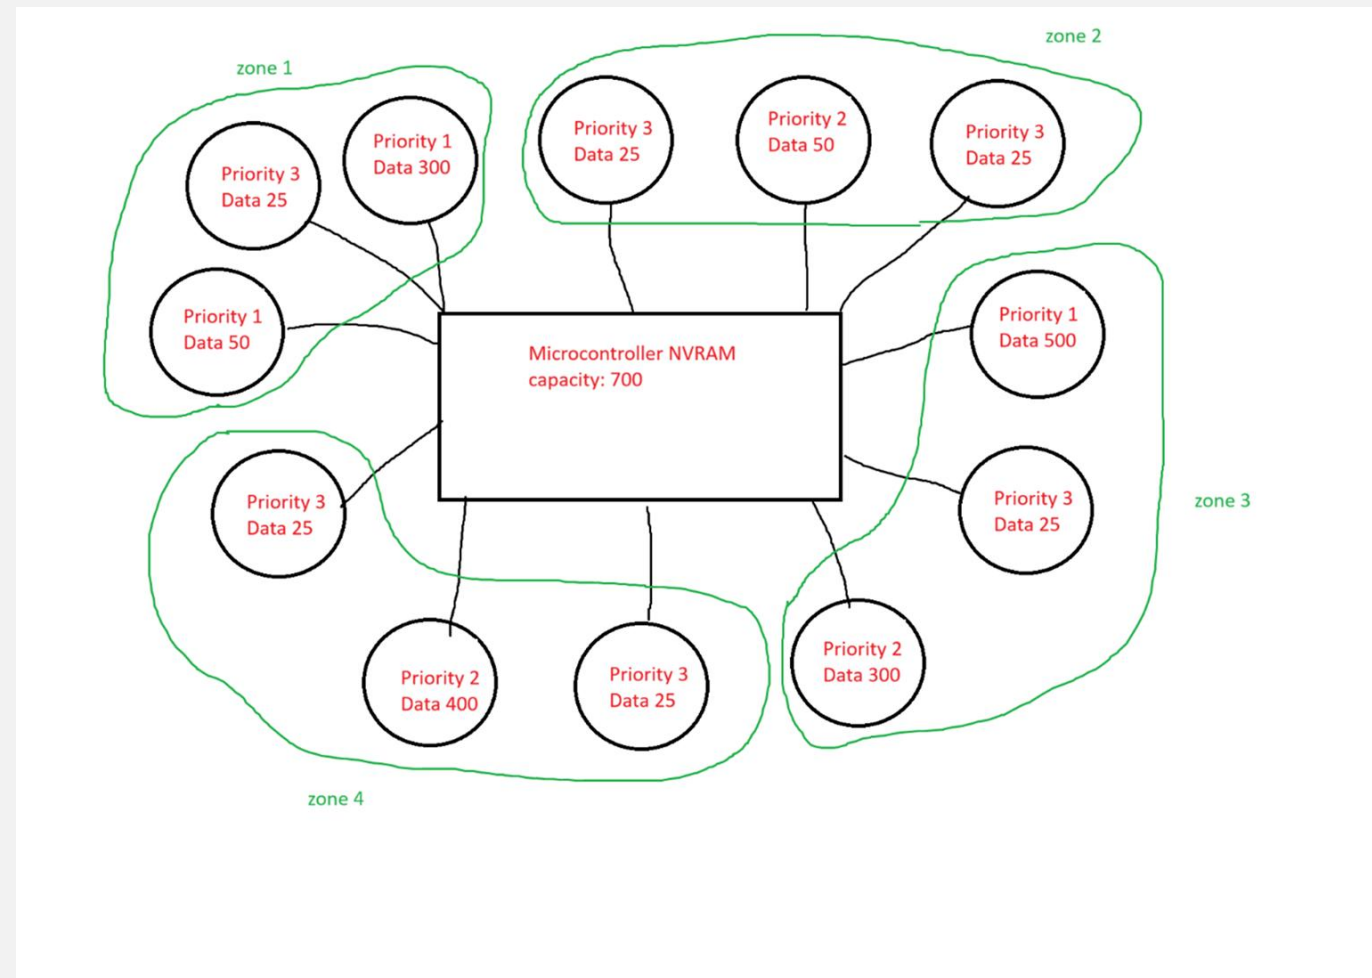 zone 1
Priority 3
Data 25
Priority 1
Data 300
Priority 1
Data 50
zone 2
Priority 3
Data 25
Priority 2
Data 50
Priority 3
Data 25
Microcontroller NVRAM
capacity: 700
zone 3
Priority 1
Data 500
Priority 3
Data 25
Priority 2
Data 300
Priority 3
Data 25
Priority 2
Data 400
Priority 3
Data 25
zone 4